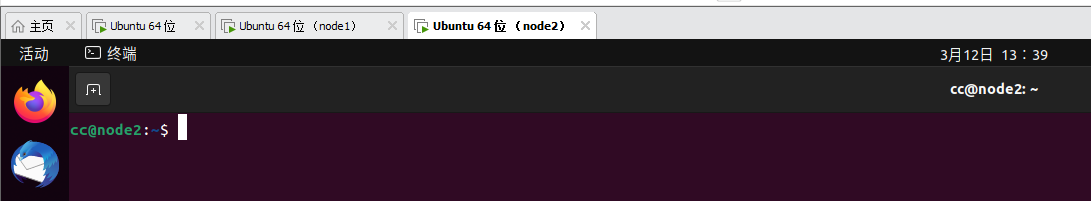 主页 Ubuntu 64 位 Ubuntu 64 位 （node1） Ubuntu 64 位 （node2）
活动 终端 3月12日 13：39
cc@node2: ~
cc@node2:~$